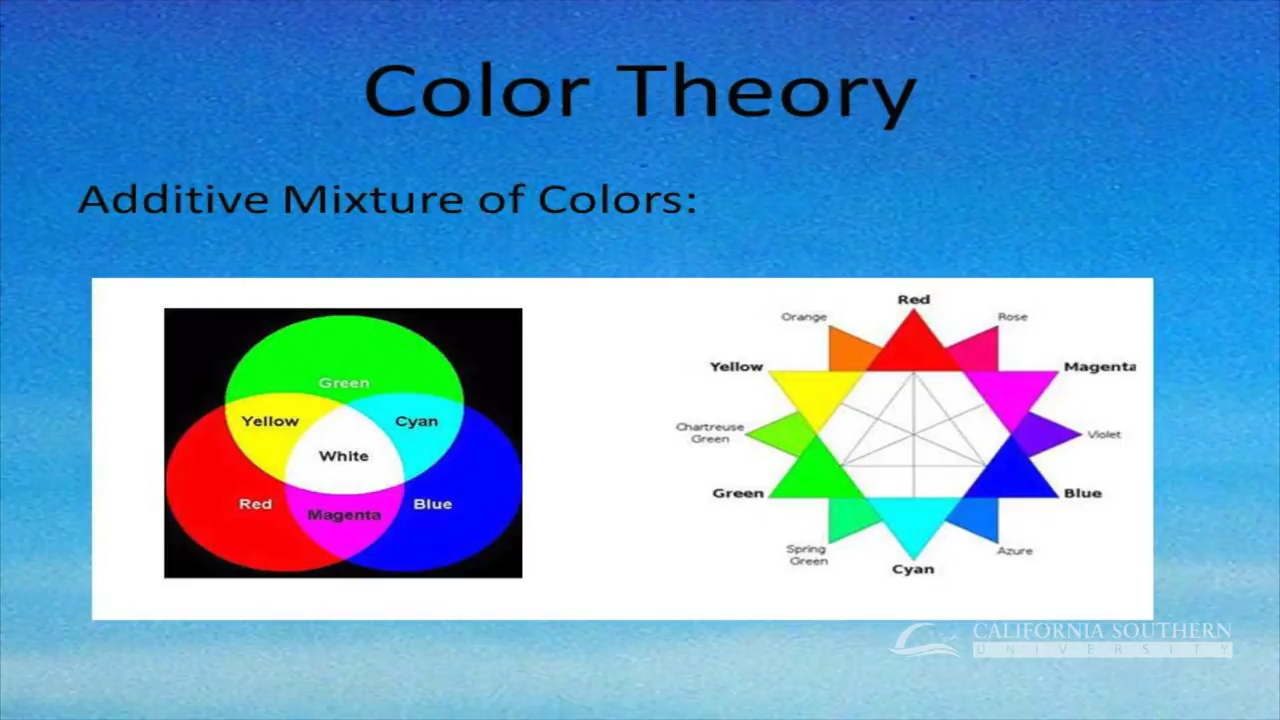 Color Theory
Additive Mixture of Colors:
Green
Yellow
Cyan
White
Red
Blue
Magenta
Red
Orange
Rose
Yellow
Magenta
Chartreuse
Green
Violet
Green
Blue
Spring
Green
Azure
Cyan
CALIFORNIA SOUTHERN
UNIVERSITY